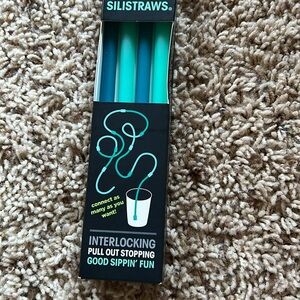 SILISTRAWS®
connect as
many as you
want!
INTERLOCKING
PULL OUT STOPPING
GOOD SIPPIN' FUN